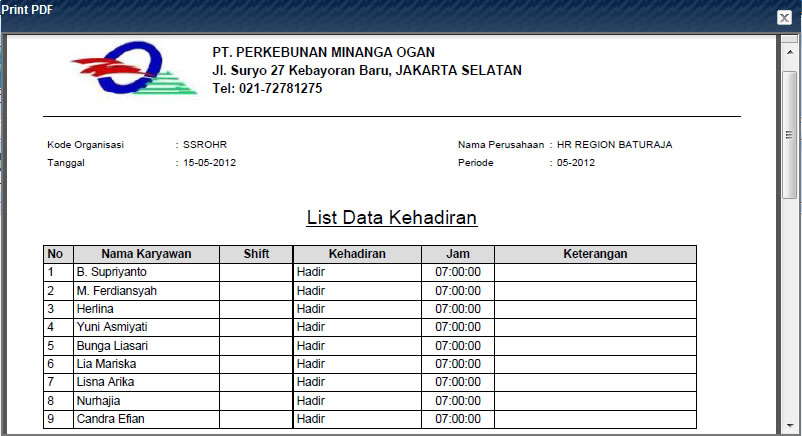 Print PDF
PT. PERKEBUNAN MINANGA OGAN
Jl. Suryo 27 Kebayoran Baru, JAKARTA SELATAN
Tel: 021-72781275
Kode Organisasi : SSROHR Nama Perusahaan : HR REGION BATURAJA
Tanggal : 15-05-2012 Periode : 05-2012
List Data Kehadiran
No Nama Karyawan Shift Kehadiran Jam Keterangan
1 B. Supriyanto Hadir 07:00:00
2 M. Ferdiansyah Hadir 07:00:00
3 Herlina Hadir 07:00:00
4 Yuni Asmiyati Hadir 07:00:00
5 Bunga Liasari Hadir 07:00:00
6 Lia Mariska Hadir 07:00:00
7 Lisna Arika Hadir 07:00:00
8 Nurhajia Hadir 07:00:00
9 Candra Efian Hadir 07:00:00